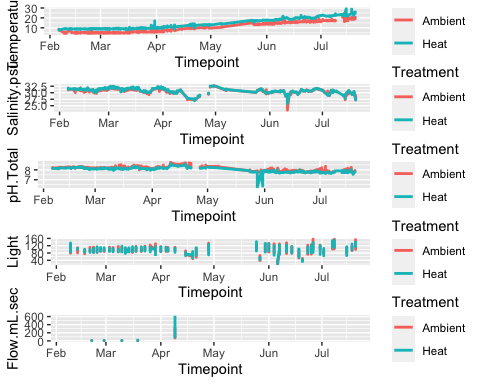 Temperature
30
20
10
Feb Mar Apr May Jun Jul
Timepoint
Ambient
Heat
Salinity.psu
32.5
30.0
27.5
25.0
Feb Mar Apr May Jun Jul
Timepoint
Treatment
Ambient
Heat
pH.Total
8
7
Feb Mar Apr May Jun Jul
Timepoint
Treatment
Ambient
Heat
Light
160
120
80
40
Feb Mar Apr May Jun Jul
Timepoint
Treatment
Ambient
Heat
Flow.mL.sec
600
400
200
0
Feb Mar Apr May Jun Jul
Timepoint
Treatment
Ambient
Heat